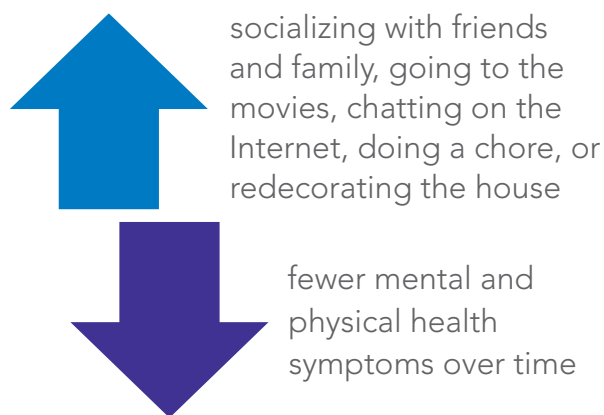 socializing with friends
and family, going to the
movies, chatting on the
Internet, doing a chore, or
redecorating the house
fewer mental and
physical health
symptoms over time